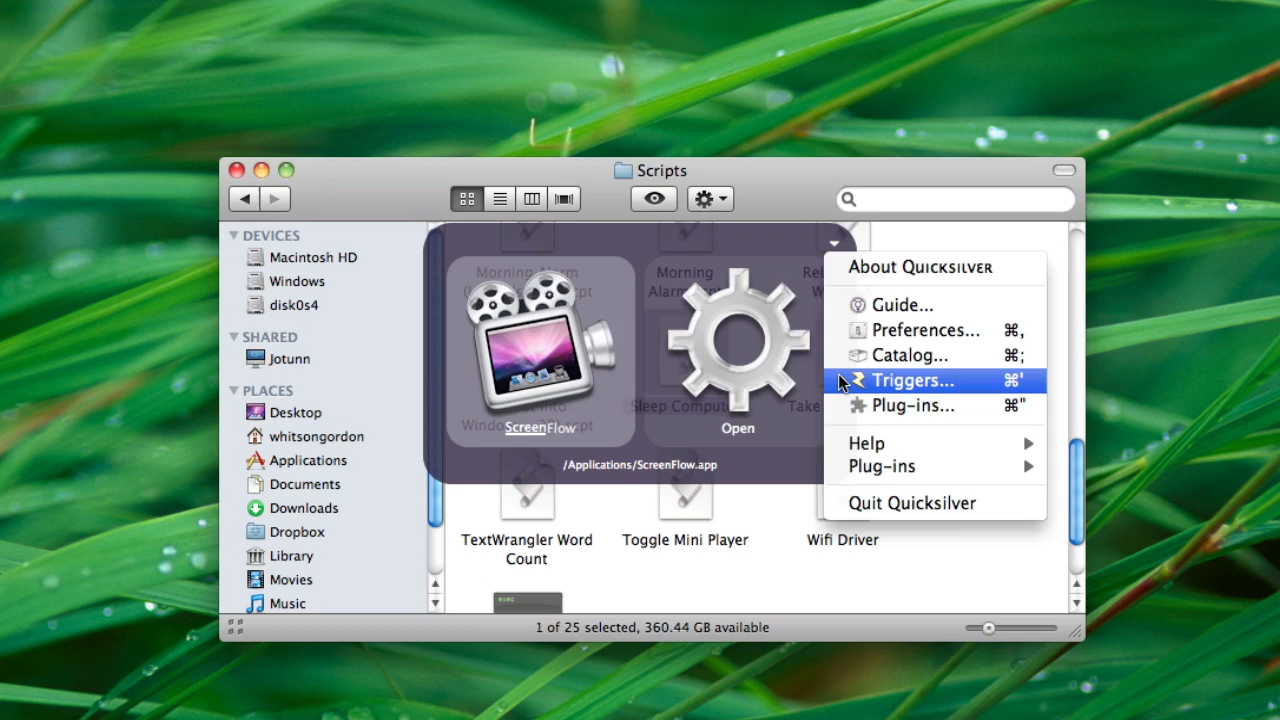 Scripts
DEVICES
Macintosh HD
Windows
disk0s4
SHARED
Jotunn
PLACES
Desktop
whitsongordon
Applications
Documents
Downloads
Dropbox
Library
Movies
Music
Morning Alarm
Morning
ScreenFlow
Open
/Applications/ScreenFlow.app
Sleep Compute
Take
About QUICKSILVER
Guide...
Preferences... ⌘,
Catalog... ⌘;
Triggers... ⌘'
Plug-ins... ⌘"
Help
Plug-ins
Quit Quicksilver
TextWrangler Word
Count
Toggle Mini Player
Wifi Driver
EXEC
1 of 25 selected, 360.44 GB available